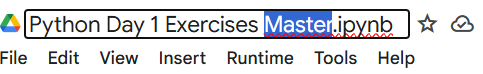 Python Day 1 Exercises Master.ipynb
File Edit View Insert Runtime Tools Help